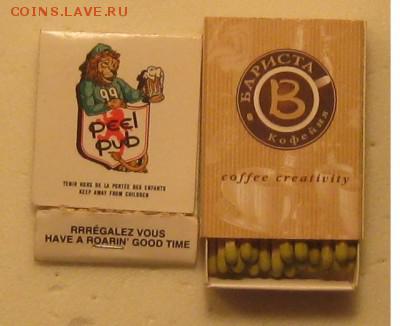 COINS.LAVE.RU
99
peel
pub
TENIR HORS DE LA PORTÉE DES ENFANTS
KEEP AWAY FROM CHILDREN
RRRÉGALEZ VOUS
HAVE A ROARIN' GOOD TIME
БАРИСТА
В
Кофейня
coffee creativity